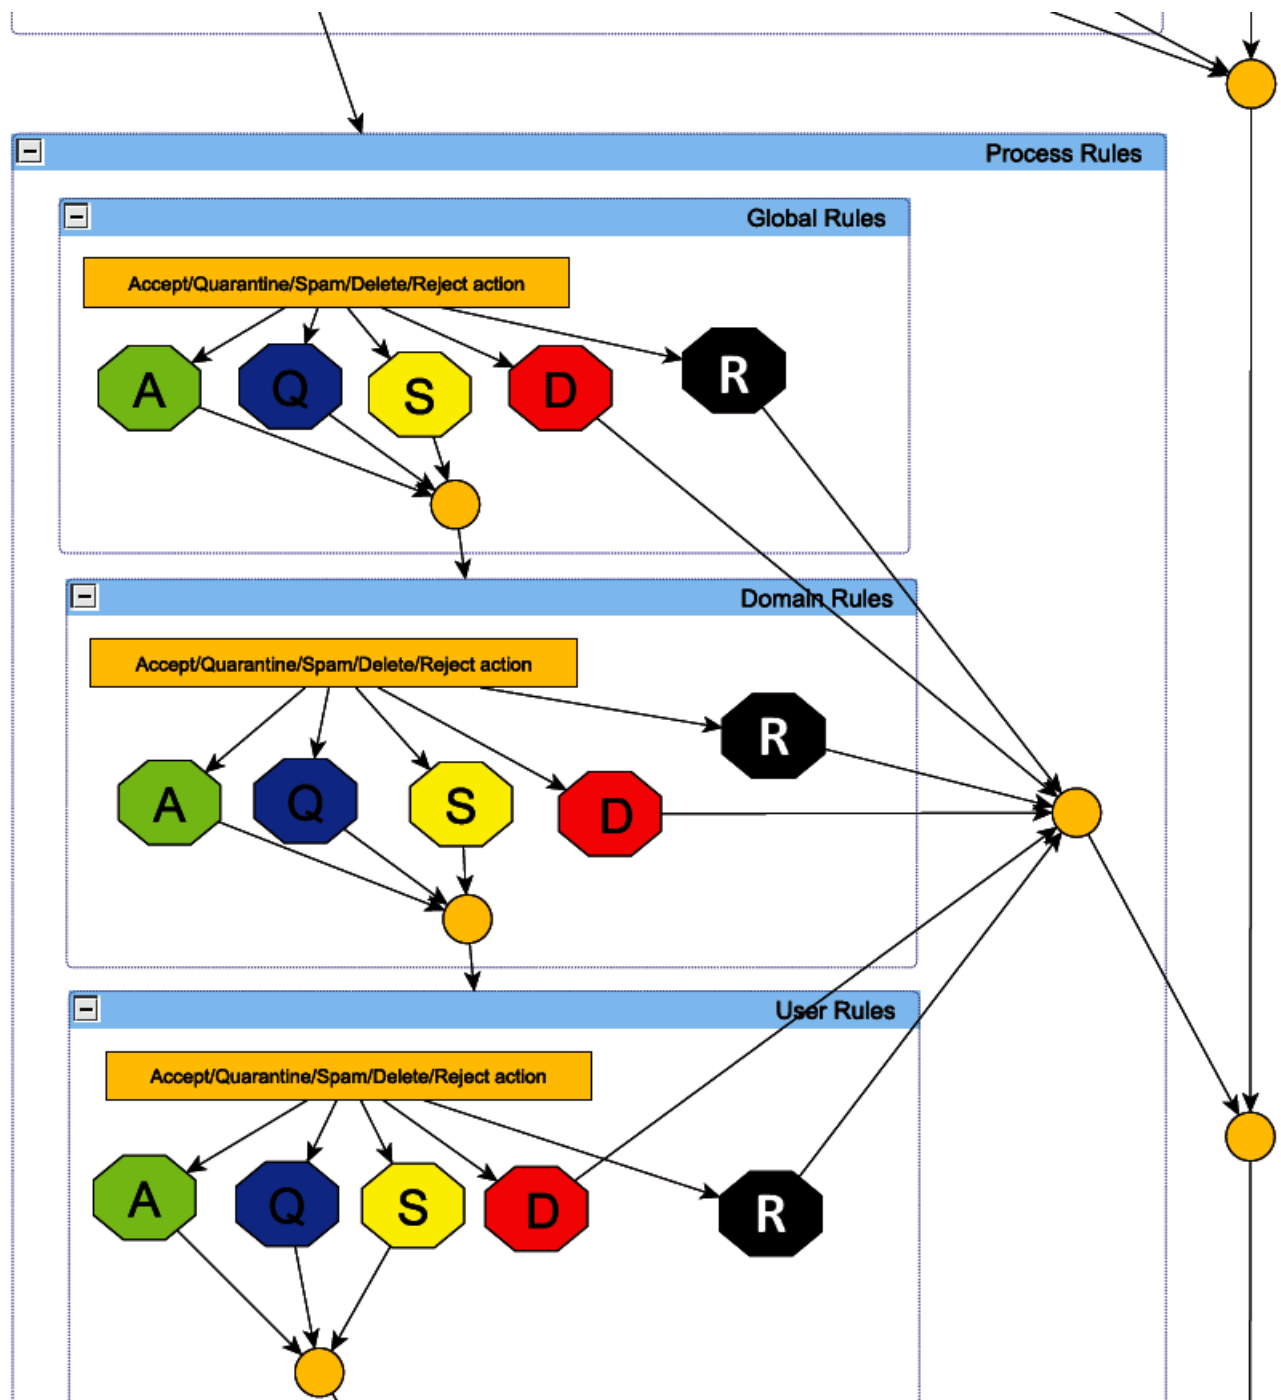 Process Rules
Global Rules
Accept/Quarantine/Spam/Delete/Reject action
A
Q
S
D
R
Domain Rules
Accept/Quarantine/Spam/Delete/Reject action
R
A
Q
S
D
User Rules
Accept/Quarantine/Spam/Delete/Reject action
A
Q
S
D
R